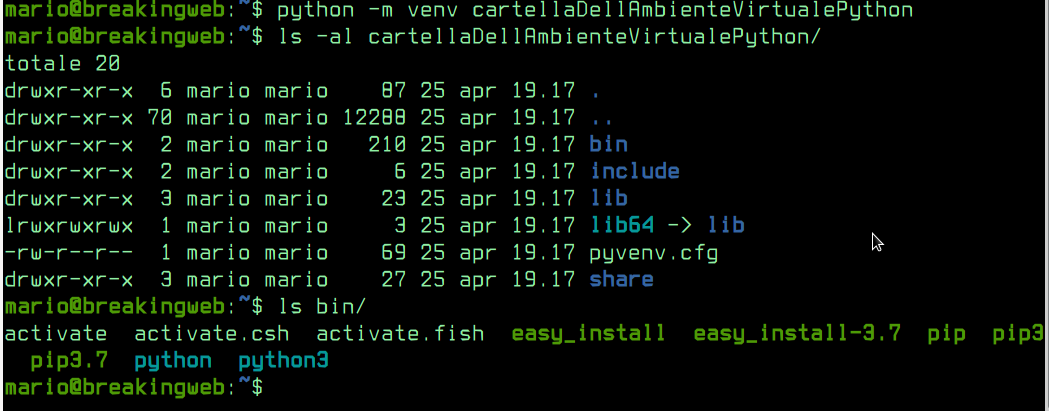 mario@breakingweb:~$ python -m venv cartellaDellAmbienteVirtualePython
mario@breakingweb:~$ ls -al cartellaDellAmbienteVirtualePython/
totale 20
drwxr-xr-x  6 mario mario    87 25 apr 19.17 .
drwxr-xr-x 70 mario mario 12288 25 apr 19.17 ..
drwxr-xr-x  2 mario mario   210 25 apr 19.17 bin
drwxr-xr-x  2 mario mario     6 25 apr 19.17 include
drwxr-xr-x  3 mario mario    23 25 apr 19.17 lib
lrwxrwxrwx  1 mario mario     3 25 apr 19.17 lib64 -> lib
-rw-r--r--  1 mario mario    69 25 apr 19.17 pyvenv.cfg
drwxr-xr-x  3 mario mario    27 25 apr 19.17 share
mario@breakingweb:~$ ls bin/
activate  activate.csh  activate.fish  easy_install  easy_install-3.7  pip  pip3
  pip3.7  python  python3
mario@breakingweb:~$